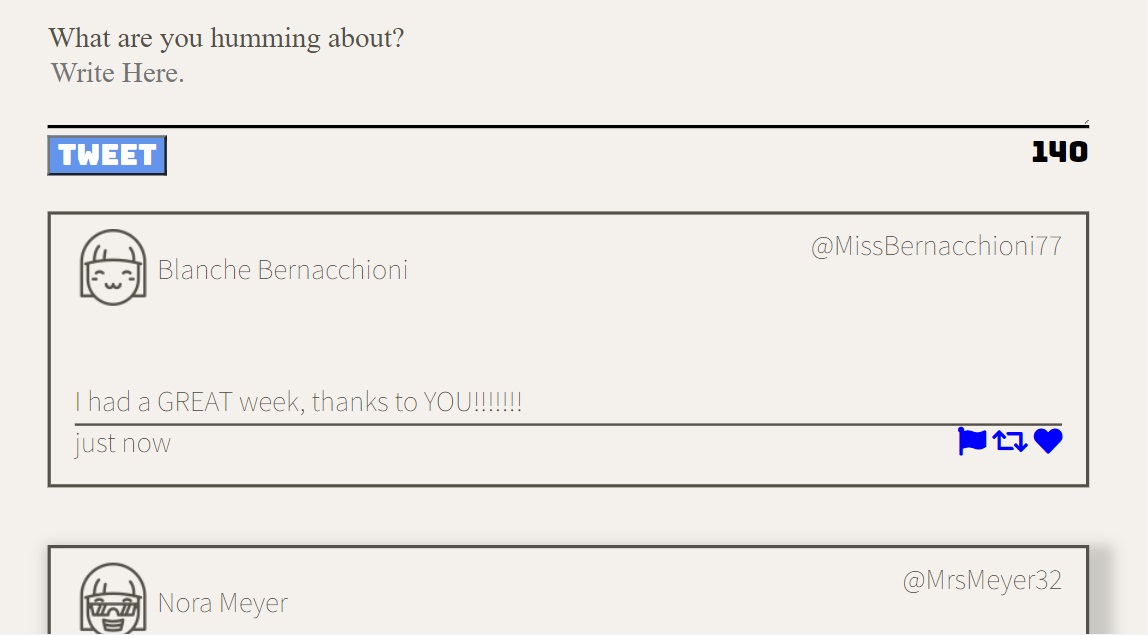 What are you humming about?
Write Here.
TWEET
140
Blanche Bernacchioni
@MissBernacchioni77
I had a GREAT week, thanks to YOU!!!!!!!
just now
Nora Meyer
@MrsMeyer32